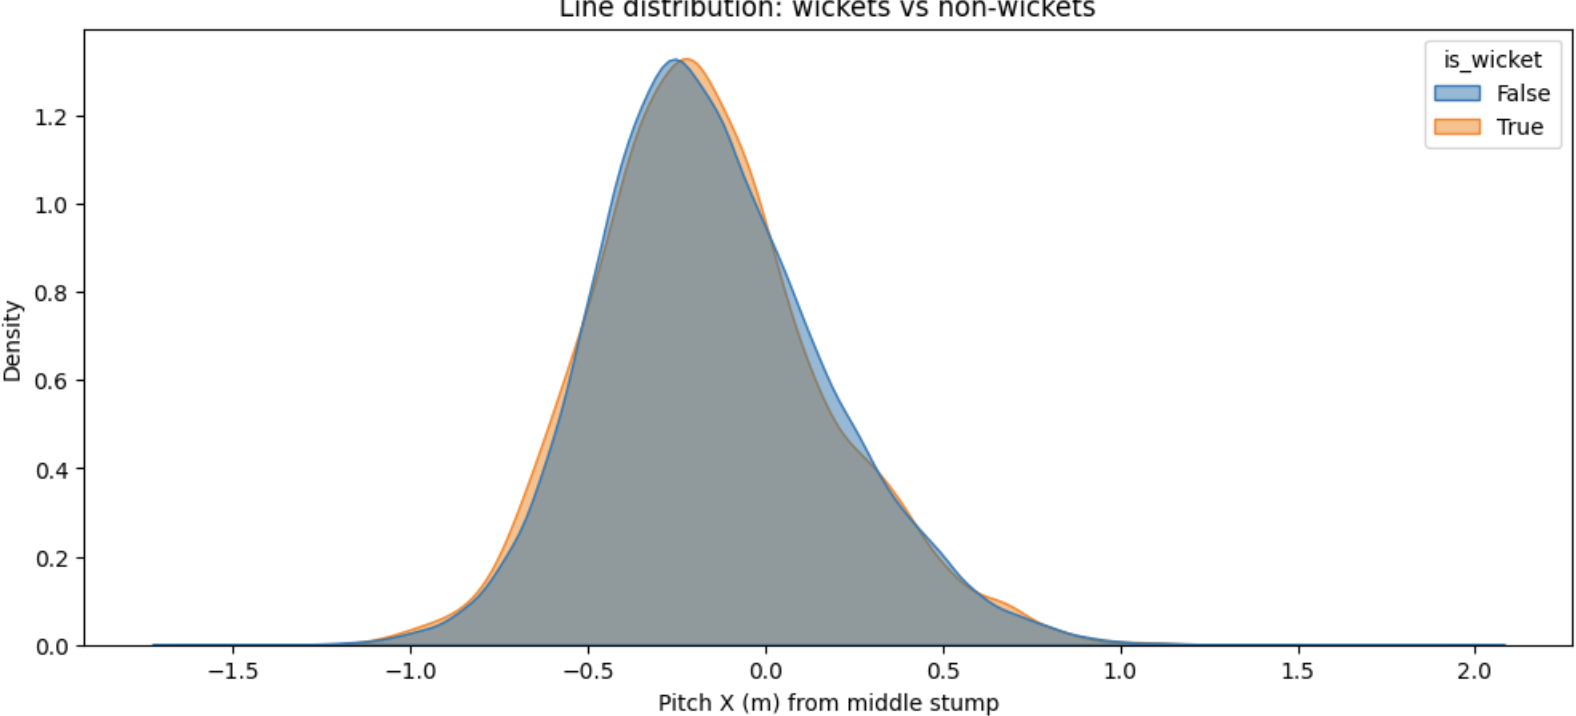 Line distribution: wickets vs non-wickets
is_wicket
False
True
Density
1.2
1.0
0.8
0.6
0.4
0.2
0.0
−1.5 −1.0 −0.5 0.0 0.5 1.0 1.5 2.0
Pitch X (m) from middle stump